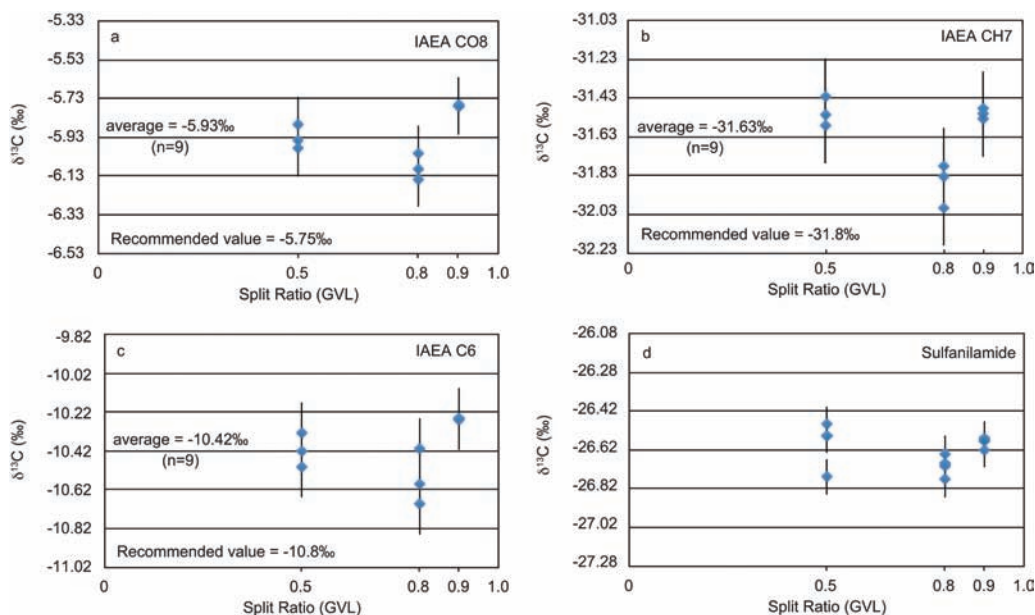 a
IAEA CO8
δ¹³C (‰)
-5.33
-5.53
-5.73
-5.93
-6.13
-6.33
-6.53
average = -5.93‰
(n=9)
Recommended value = -5.75‰
0 0.5 0.8 0.9 1.0
Split Ratio (GVL)
b
IAEA CH7
δ¹³C (‰)
-31.03
-31.23
-31.43
-31.63
-31.83
-32.03
-32.23
average = -31.63‰
(n=9)
Recommended value = -31.8‰
0 0.5 0.8 0.9 1.0
Split Ratio (GVL)
c
IAEA C6
δ¹³C (‰)
-9.82
-10.02
-10.22
-10.42
-10.62
-10.82
-11.02
average = -10.42‰
(n=9)
Recommended value = -10.8‰
0 0.5 0.8 0.9 1.0
Split Ratio (GVL)
d
Sulfanilamide
δ¹³C (‰)
-26.08
-26.28
-26.42
-26.62
-26.82
-27.02
-27.28
0 0.5 0.8 0.9 1.0
Split Ratio (GVL)